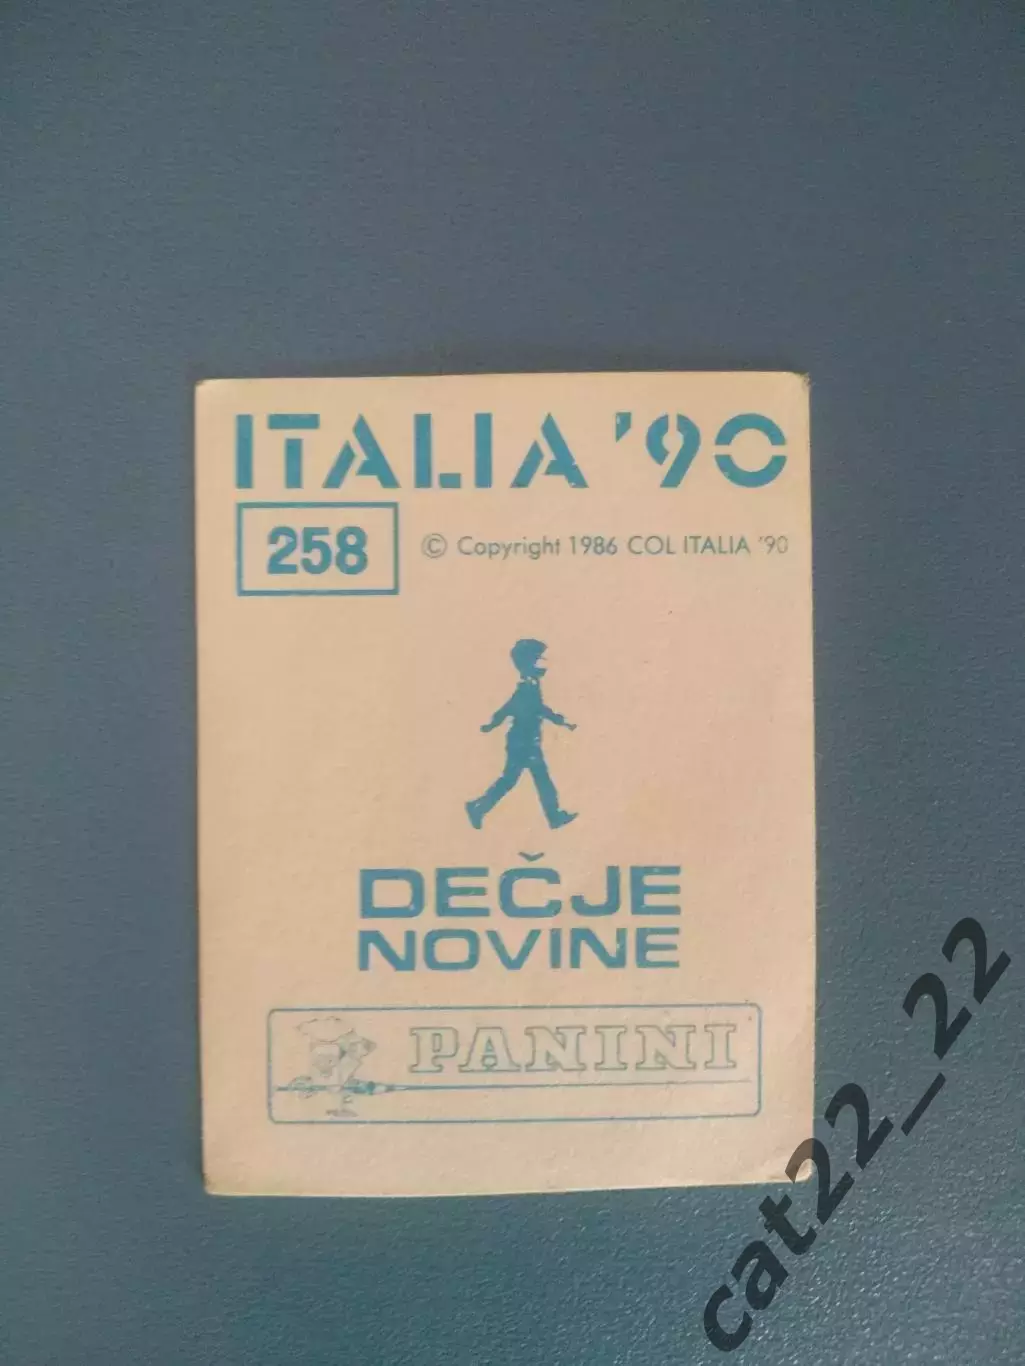 ITALIA '90
258 © Copyright 1986 COL ITALIA '90
DEČJE
NOVINE
PANINI
cat22_22